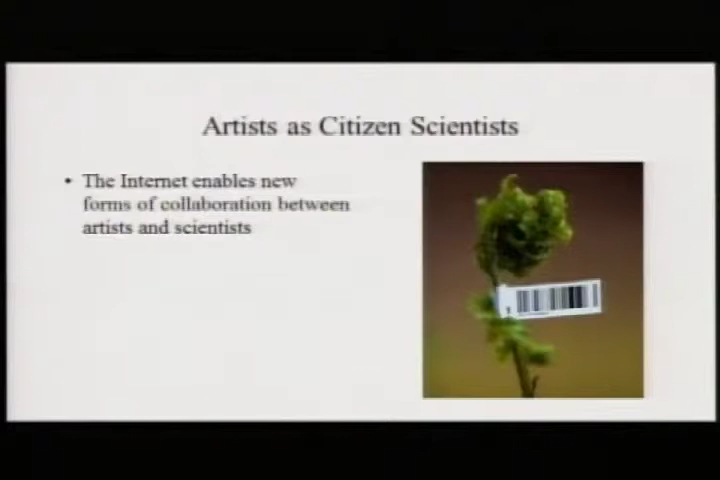 Artists as Citizen Scientists
• The Internet enables new
forms of collaboration between
artists and scientists